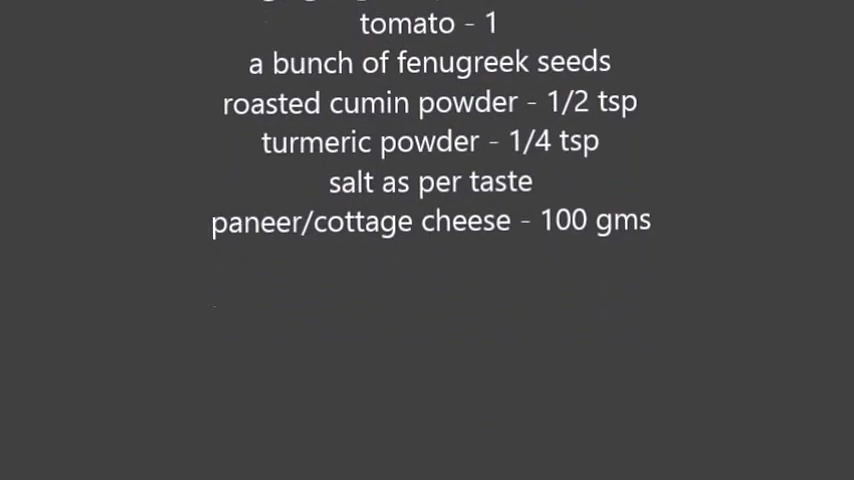 tomato - 1
a bunch of fenugreek seeds
roasted cumin powder - 1/2 tsp
turmeric powder - 1/4 tsp
salt as per taste
paneer/cottage cheese - 100 gms